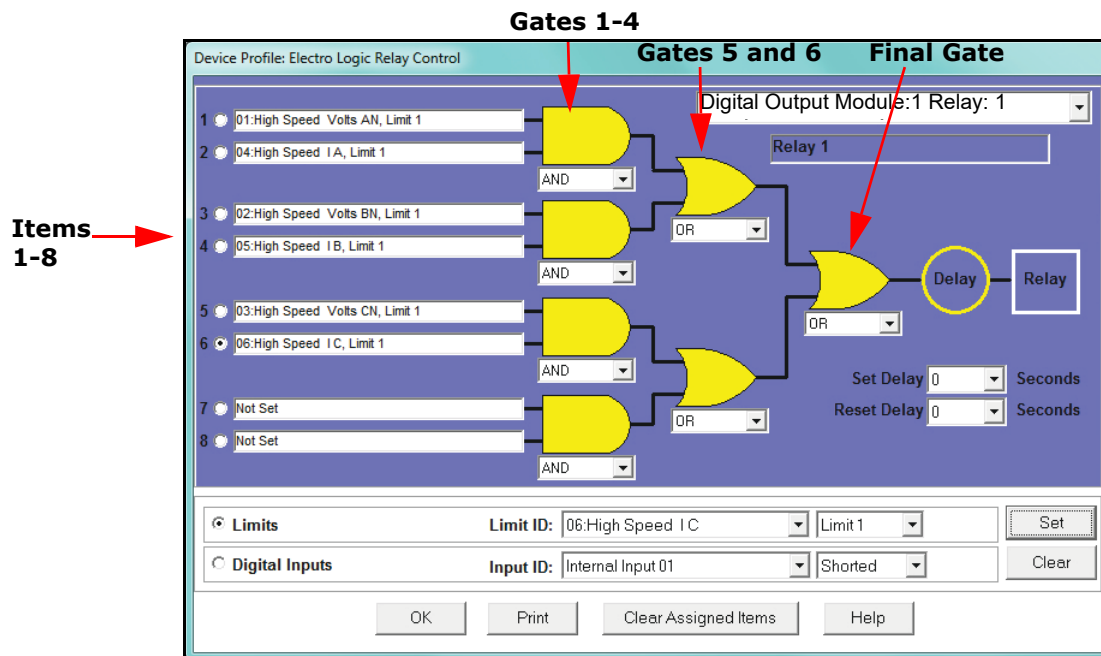 Gates 1-4
Device Profile: Electro Logic Relay Control
Gates 5 and 6
Final Gate
Digital Output Module:1 Relay: 1
Relay 1
1 01:High Speed Volts AN, Limit 1
2 04:High Speed I A, Limit 1
AND
3 02:High Speed Volts BN, Limit 1
4 05:High Speed I B, Limit 1
AND
OR
Items
1-8
5 03:High Speed Volts CN, Limit 1
6 06:High Speed I C, Limit 1
AND
7 Not Set
8 Not Set
AND
OR
OR
Delay
Relay
Set Delay 0 Seconds
Reset Delay 0 Seconds
Limits Limit ID: 06:High Speed I C Limit 1 Set
Digital Inputs Input ID: Internal Input 01 Shorted Clear
OK Print Clear Assigned Items Help